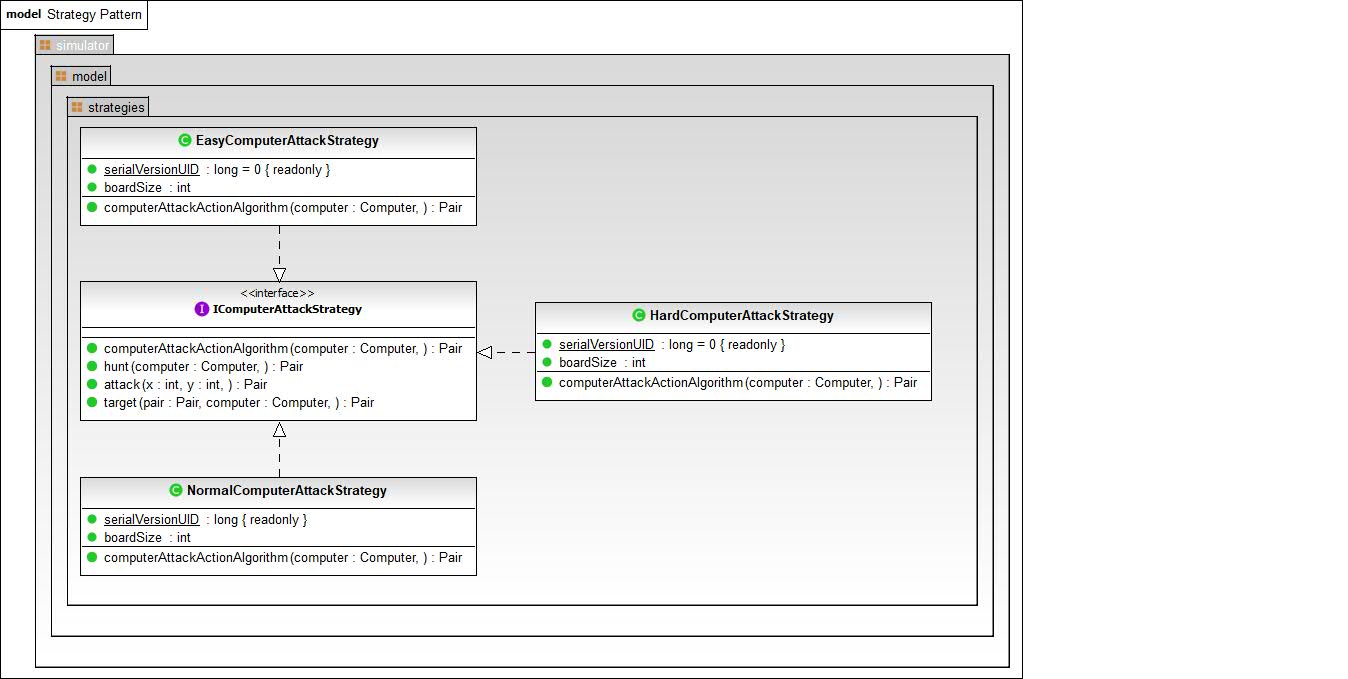 model Strategy Pattern
simulator
model
strategies
C EasyComputerAttackStrategy
serialVersionUID : long = 0 { readonly }
boardSize : int
computerAttackActionAlgorithm(computer : Computer, ) : Pair
<<interface>>
I IComputerAttackStrategy
computerAttackActionAlgorithm(computer : Computer, ) : Pair
hunt(computer : Computer, ) : Pair
attack(x : int, y : int, ) : Pair
target(pair : Pair, computer : Computer, ) : Pair
C HardComputerAttackStrategy
serialVersionUID : long = 0 { readonly }
boardSize : int
computerAttackActionAlgorithm(computer : Computer, ) : Pair
C NormalComputerAttackStrategy
serialVersionUID : long { readonly }
boardSize : int
computerAttackActionAlgorithm(computer : Computer, ) : Pair